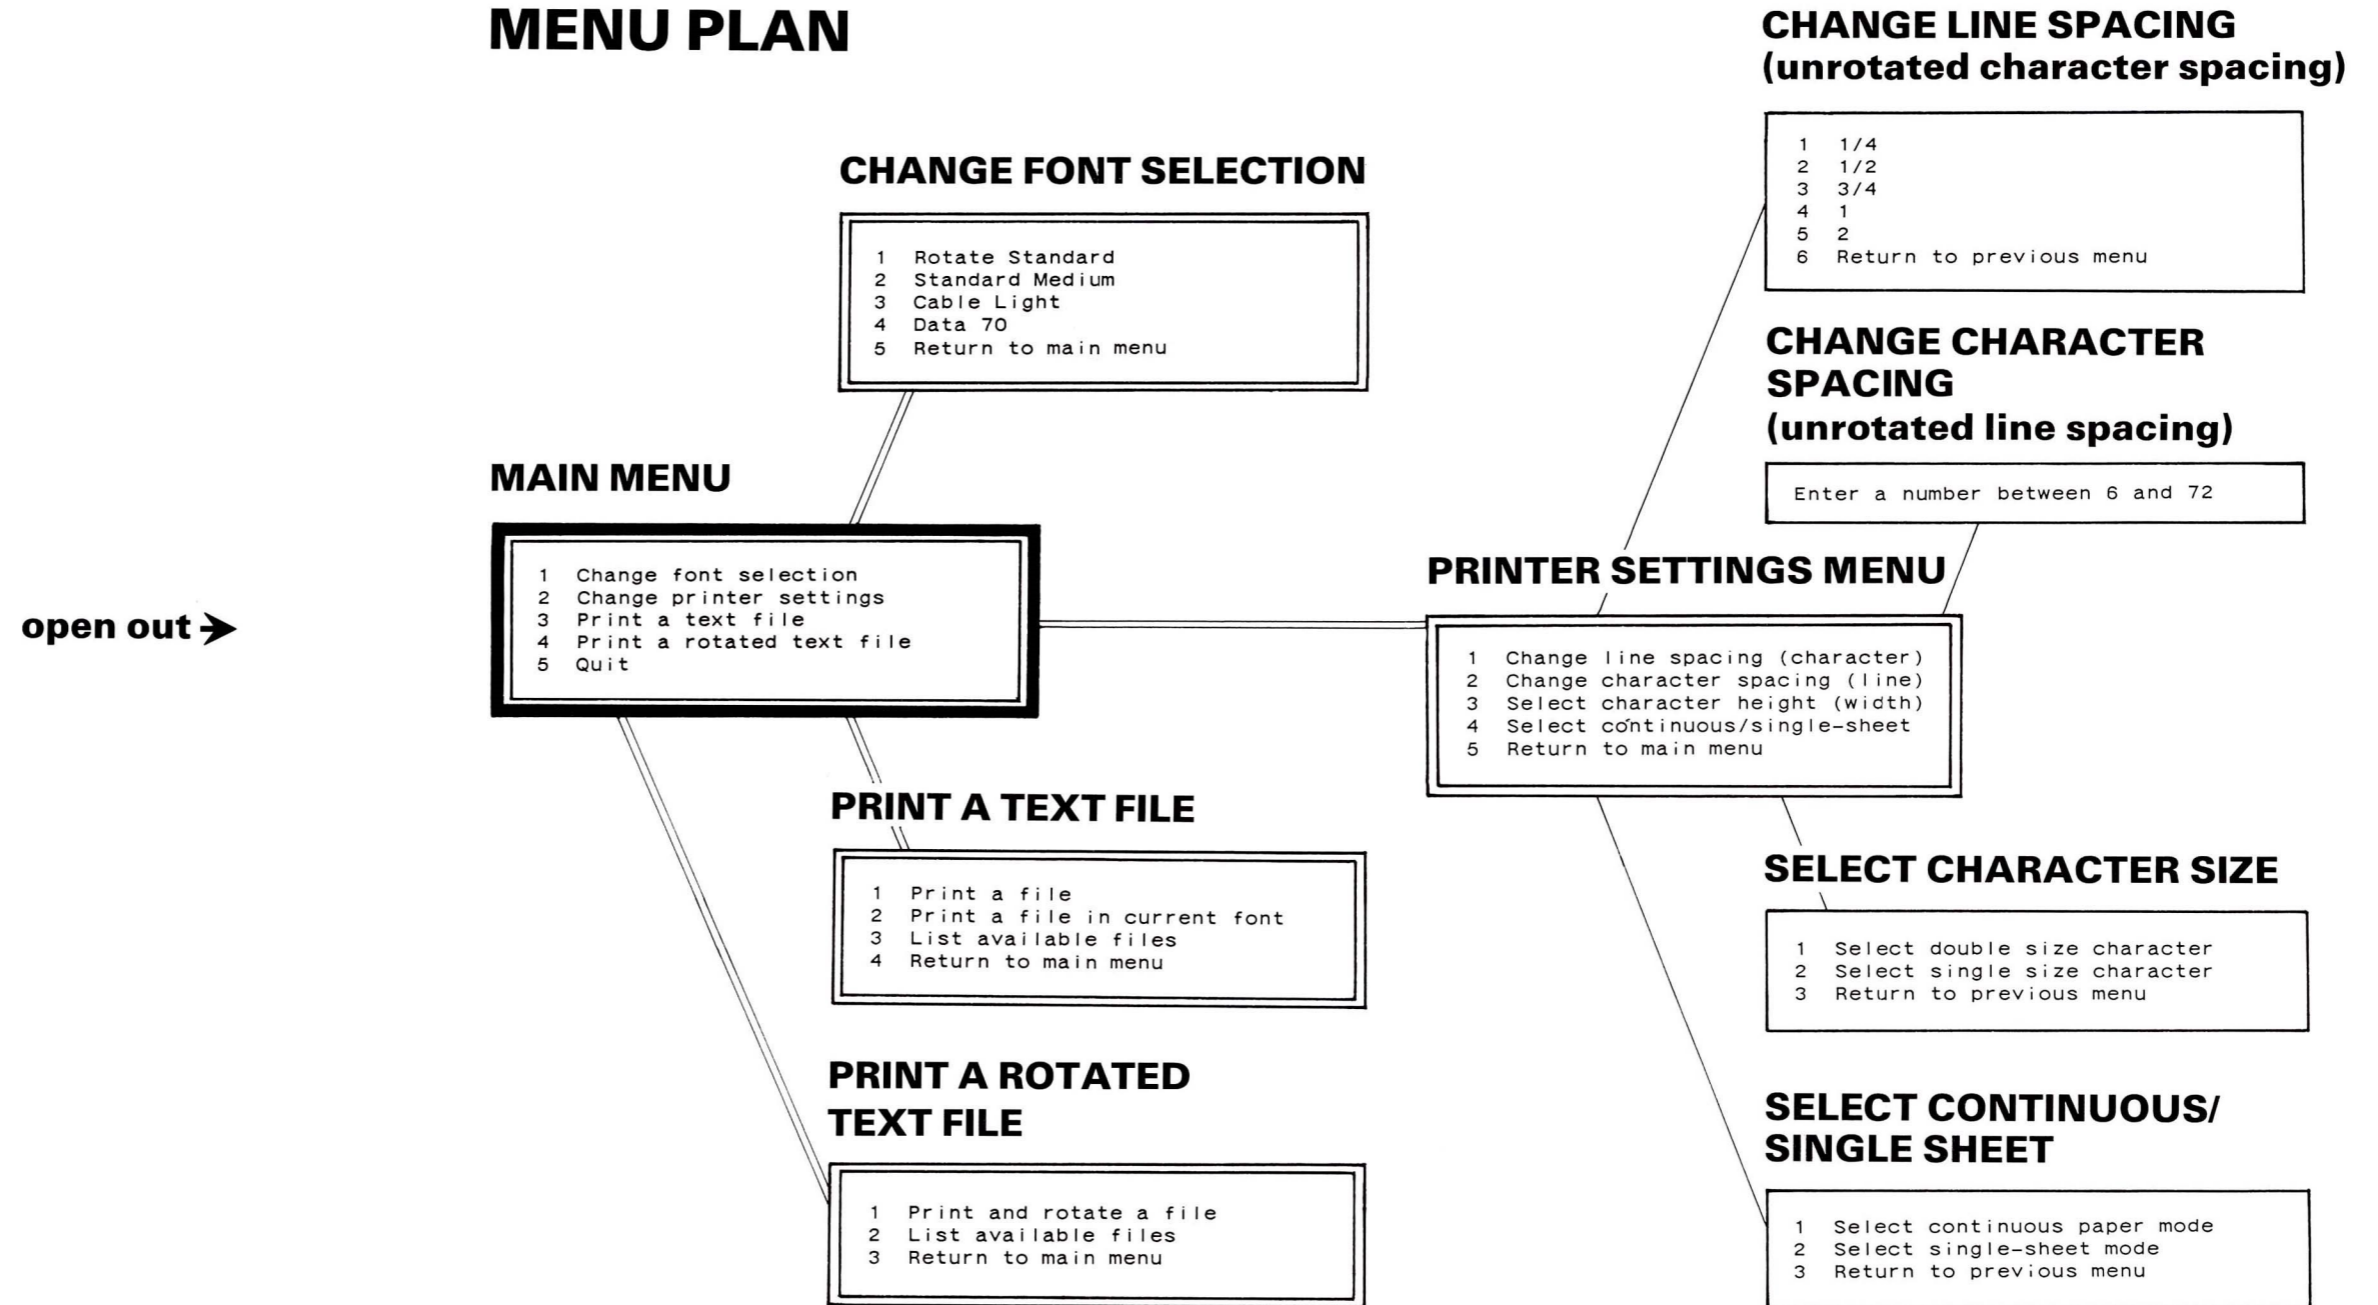 MENU PLAN
CHANGE FONT SELECTION
1 Rotate Standard
2 Standard Medium
3 Cable Light
4 Data 70
5 Return to main menu
MAIN MENU
1 Change font selection
2 Change printer settings
3 Print a text file
4 Print a rotated text file
5 Quit
open out →
PRINT A TEXT FILE
1 Print a file
2 Print a file in current font
3 List available files
4 Return to main menu
PRINT A ROTATED
TEXT FILE
1 Print and rotate a file
2 List available files
3 Return to main menu
CHANGE LINE SPACING
(unrotated character spacing)
1 1/4
2 1/2
3 3/4
4 1
5 2
6 Return to previous menu
CHANGE CHARACTER
SPACING
(unrotated line spacing)
Enter a number between 6 and 72
PRINTER SETTINGS MENU
1 Change line spacing (character)
2 Change character spacing (line)
3 Select character height (width)
4 Select continuous/single-sheet
5 Return to main menu
SELECT CHARACTER SIZE
1 Select double size character
2 Select single size character
3 Return to previous menu
SELECT CONTINUOUS/
SINGLE SHEET
1 Select continuous paper mode
2 Select single-sheet mode
3 Return to previous menu